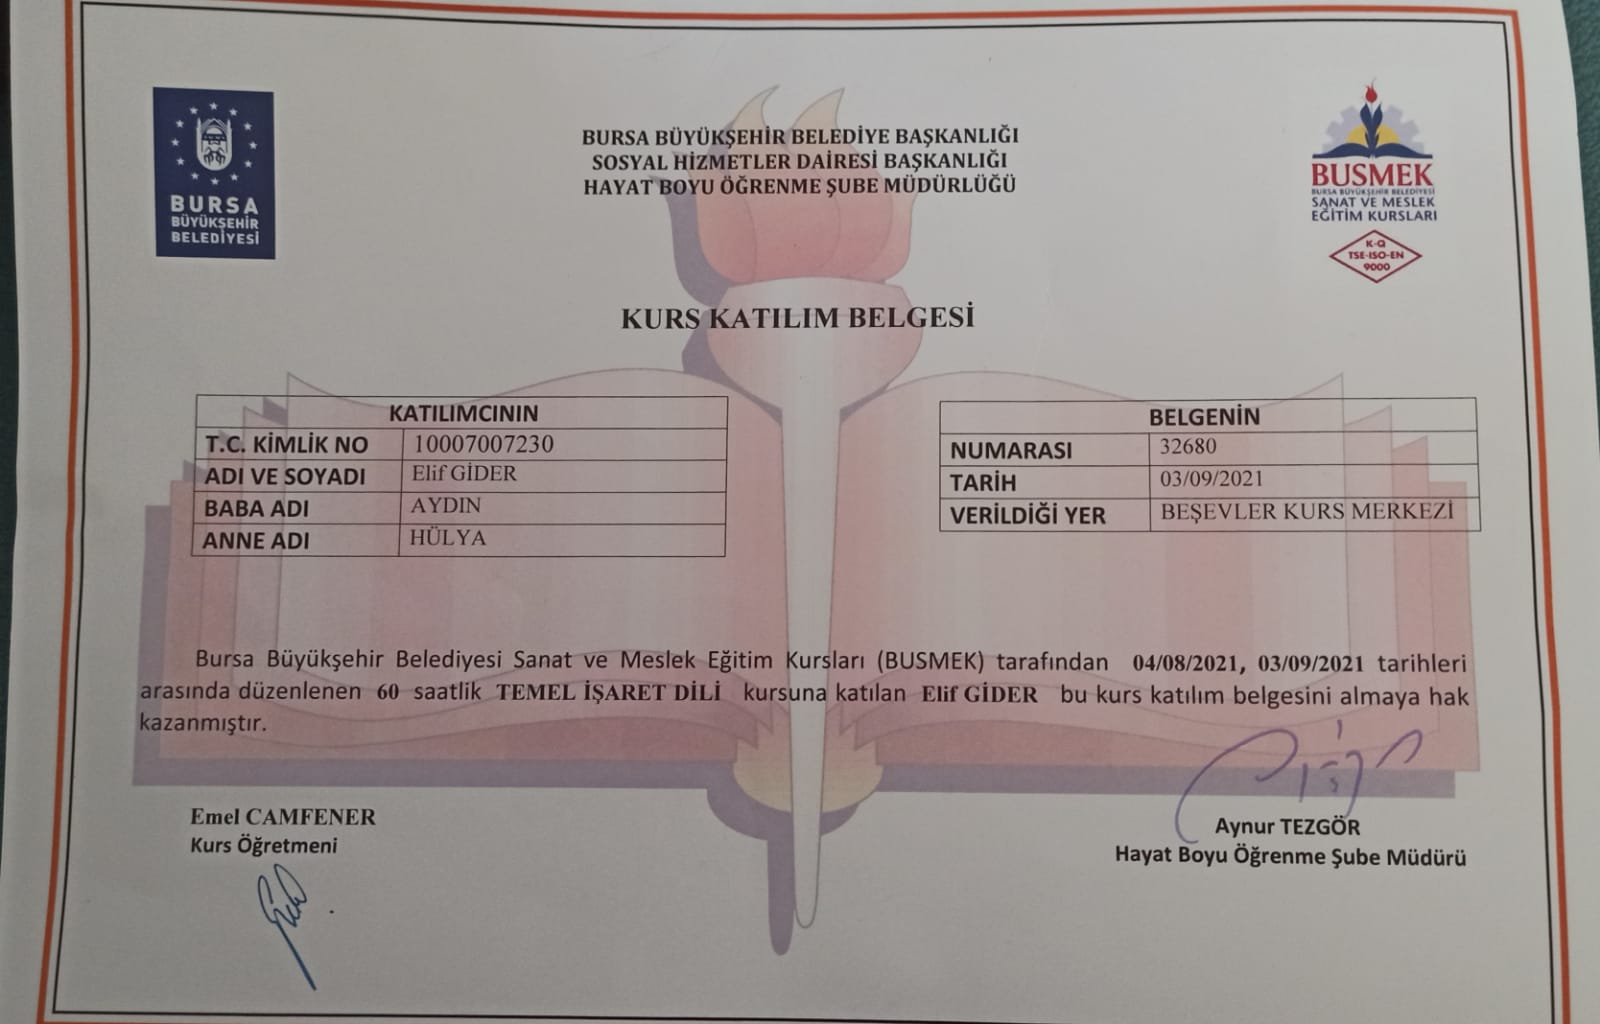 BURSA
BÜYÜKŞEHİR
BELEDİYESİ
BURSA BÜYÜKŞEHİR BELEDİYE BAŞKANLIĞI
SOSYAL HİZMETLER DAİRESİ BAŞKANLIĞI
HAYAT BOYU ÖĞRENME ŞUBE MÜDÜRLÜĞÜ
BUSMEK
BURSA BÜYÜKŞEHİR BELEDİYESİ
SANAT VE MESLEK
EĞİTİM KURSLARI
K-Q
TSE-ISO-EN
9000
KURS KATILIM BELGESİ
KATILIMCININ
T.C. KİMLİK NO 10007007230
ADI VE SOYADI Elif GİDER
BABA ADI AYDIN
ANNE ADI HÜLYA
BELGENİN
NUMARASI 32680
TARİH 03/09/2021
VERİLDİĞİ YER BEŞEVLER KURS MERKEZİ
Bursa Büyükşehir Belediyesi Sanat ve Meslek Eğitim Kursları (BUSMEK) tarafından 04/08/2021, 03/09/2021 tarihleri
arasında düzenlenen 60 saatlik TEMEL İŞARET DİLİ kursuna katılan Elif GİDER bu kurs katılım belgesini almaya hak
kazanmıştır.
Emel CAMFENER
Kurs Öğretmeni
Aynur TEZGÖR
Hayat Boyu Öğrenme Şube Müdürü